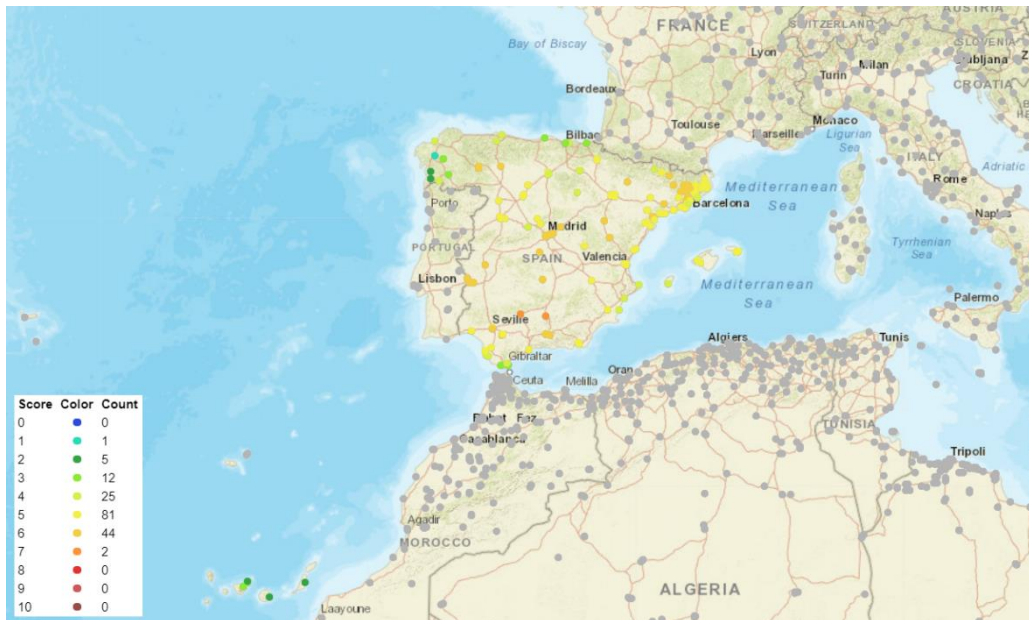 AUSTRIA
FRANCE
SWITZERLAND
Bay of Biscay
Lyon
SLOVENIA
Milan
Turin
CROATIA
Bordeaux
Toulouse
Monaco
Marseille
Ligurian
Sea
Bilbao
ITALY
Adriatic
Rome
Mediterranean
Sea
Barcelona
Porto
Naples
Madrid
PORTUGAL
Tyrrhenian
Sea
SPAIN
Valencia
Lisbon
Mediterranean
Sea
Palermo
Seville
Algiers
Tunis
Gibraltar
Oran
Ceuta
Melilla
Rabat
Fez
Casablanca
TUNISIA
Tripoli
Agadir
MOROCCO
ALGERIA
Laayoune
Score Color Count
0 0
1 1
2 5
3 12
4 25
5 81
6 44
7 2
8 0
9 0
10 0